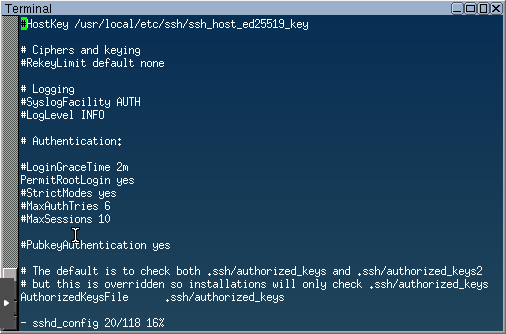 Terminal
#HostKey /usr/local/etc/ssh/ssh_host_ed25519_key
# Ciphers and keying
#RekeyLimit default none
# Logging
#SyslogFacility AUTH
#LogLevel INFO
# Authentication:
#LoginGraceTime 2m
PermitRootLogin yes
#StrictModes yes
#MaxAuthTries 6
#MaxSessions 10
#PubkeyAuthentication yes
# The default is to check both .ssh/authorized_keys and .ssh/authorized_keys2
# but this is overridden so installations will only check .ssh/authorized_keys
AuthorizedKeysFile .ssh/authorized_keys
- sshd_config 20/118 16%